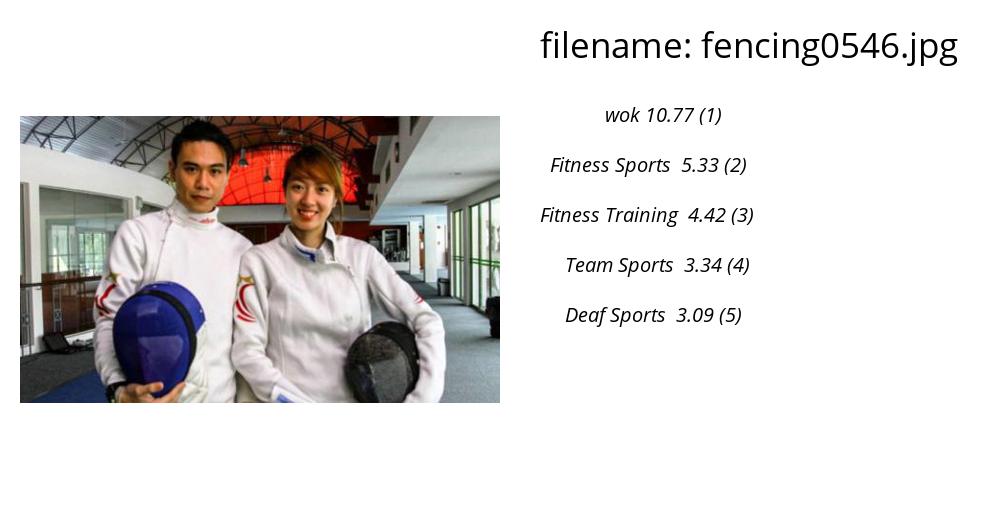 filename: fencing0546.jpg
wok 10.77 (1)
Fitness Sports 5.33 (2)
Fitness Training 4.42 (3)
Team Sports 3.34 (4)
Deaf Sports 3.09 (5)